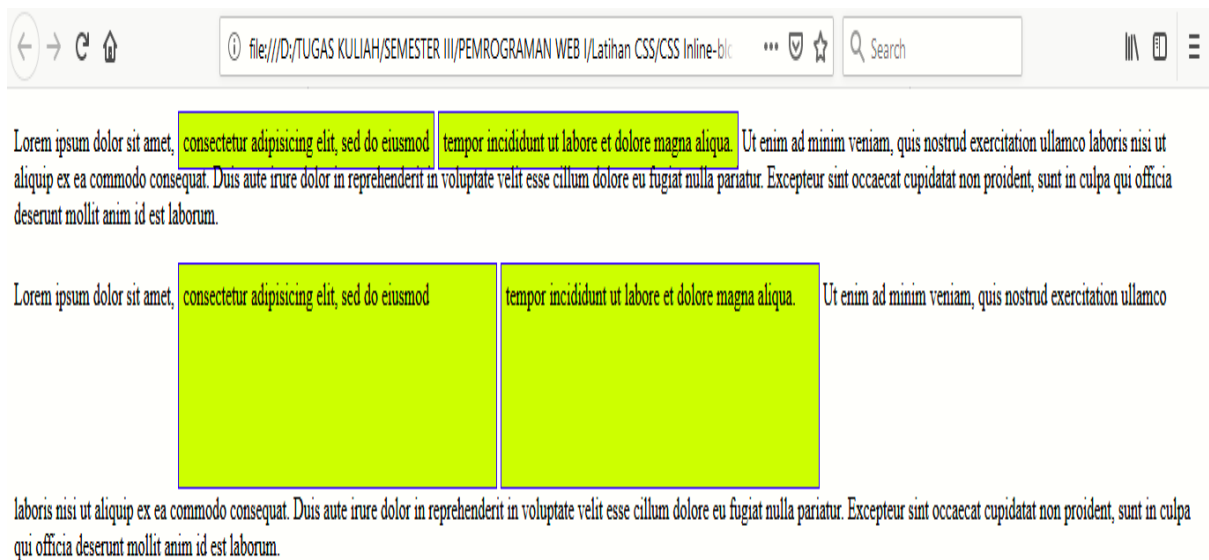 file:///D:/TUGAS KULIAH/SEMESTER III/PEMROGRAMAN WEB I/Latihan CSS/CSS Inline-blo
Search
Lorem ipsum dolor sit amet, consectetur adipisicing elit, sed do eiusmod tempor incididunt ut labore et dolore magna aliqua. Ut enim ad minim veniam, quis nostrud exercitation ullamco laboris nisi ut
aliquip ex ea commodo consequat. Duis aute irure dolor in reprehenderit in voluptate velit esse cillum dolore eu fugiat nulla pariatur. Excepteur sint occaecat cupidatat non proident, sunt in culpa qui officia
deserunt mollit anim id est laborum.
Lorem ipsum dolor sit amet, consectetur adipisicing elit, sed do eiusmod tempor incididunt ut labore et dolore magna aliqua. Ut enim ad minim veniam, quis nostrud exercitation ullamco
laboris nisi ut aliquip ex ea commodo consequat. Duis aute irure dolor in reprehenderit in voluptate velit esse cillum dolore eu fugiat nulla pariatur. Excepteur sint occaecat cupidatat non proident, sunt in culpa
qui officia deserunt mollit anim id est laborum.